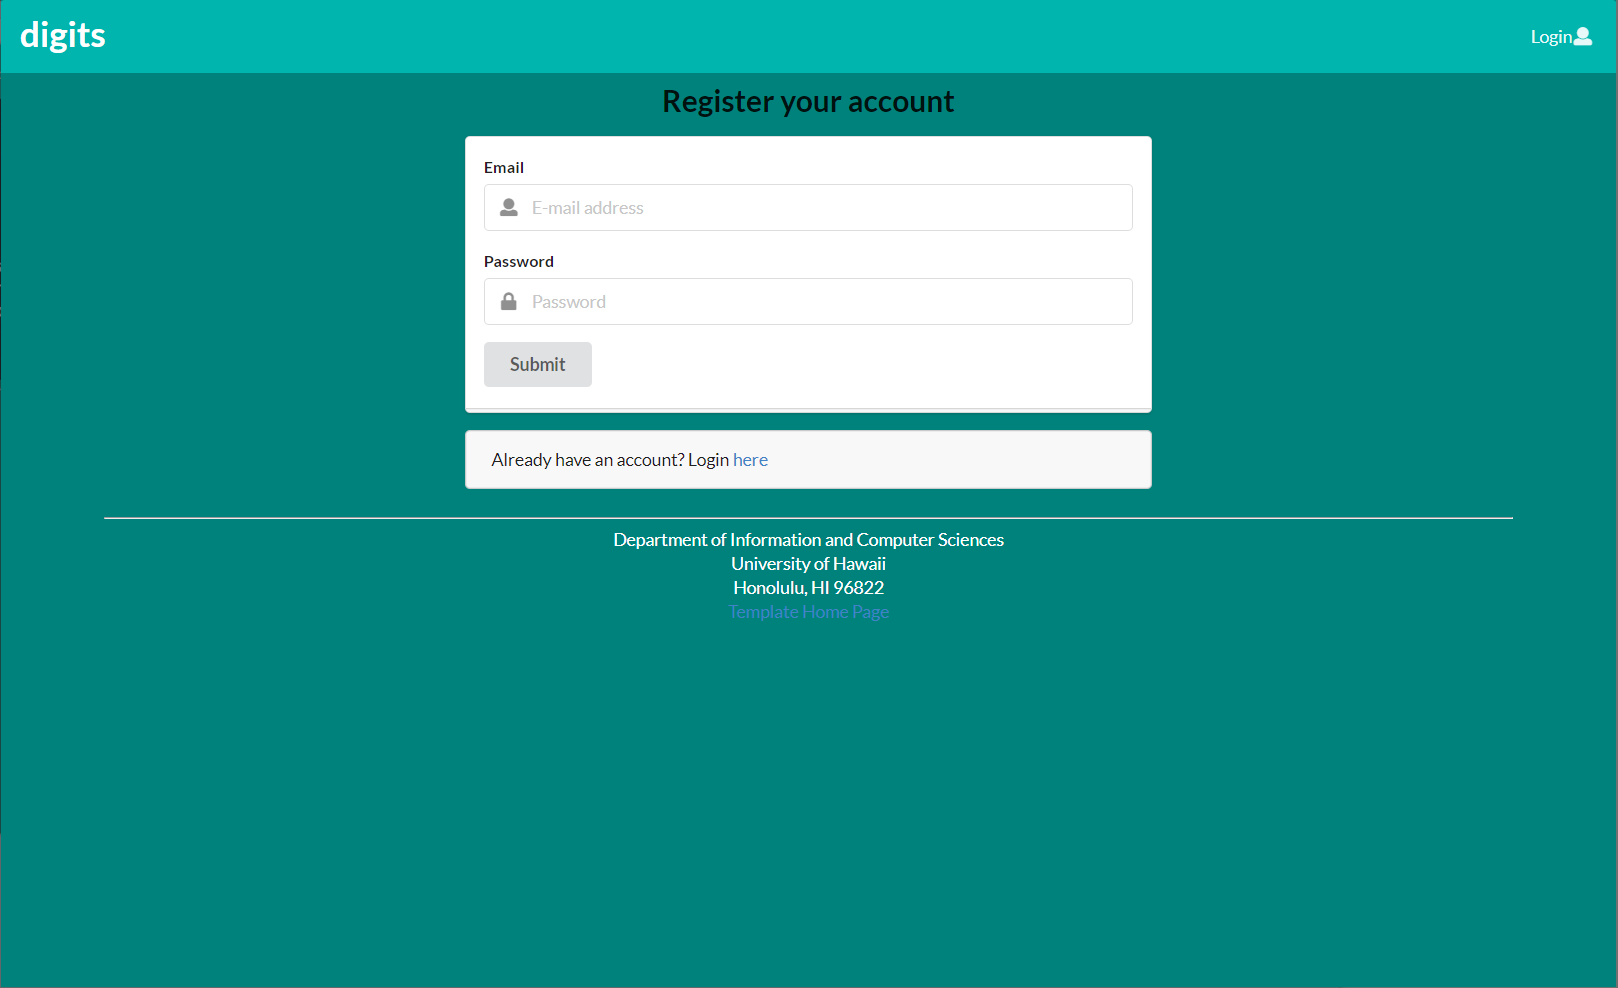 digits
Login
Register your account
Email
E-mail address
Password
Password
Submit
Already have an account? Login here
Department of Information and Computer Sciences
University of Hawaii
Honolulu, HI 96822
Template Home Page